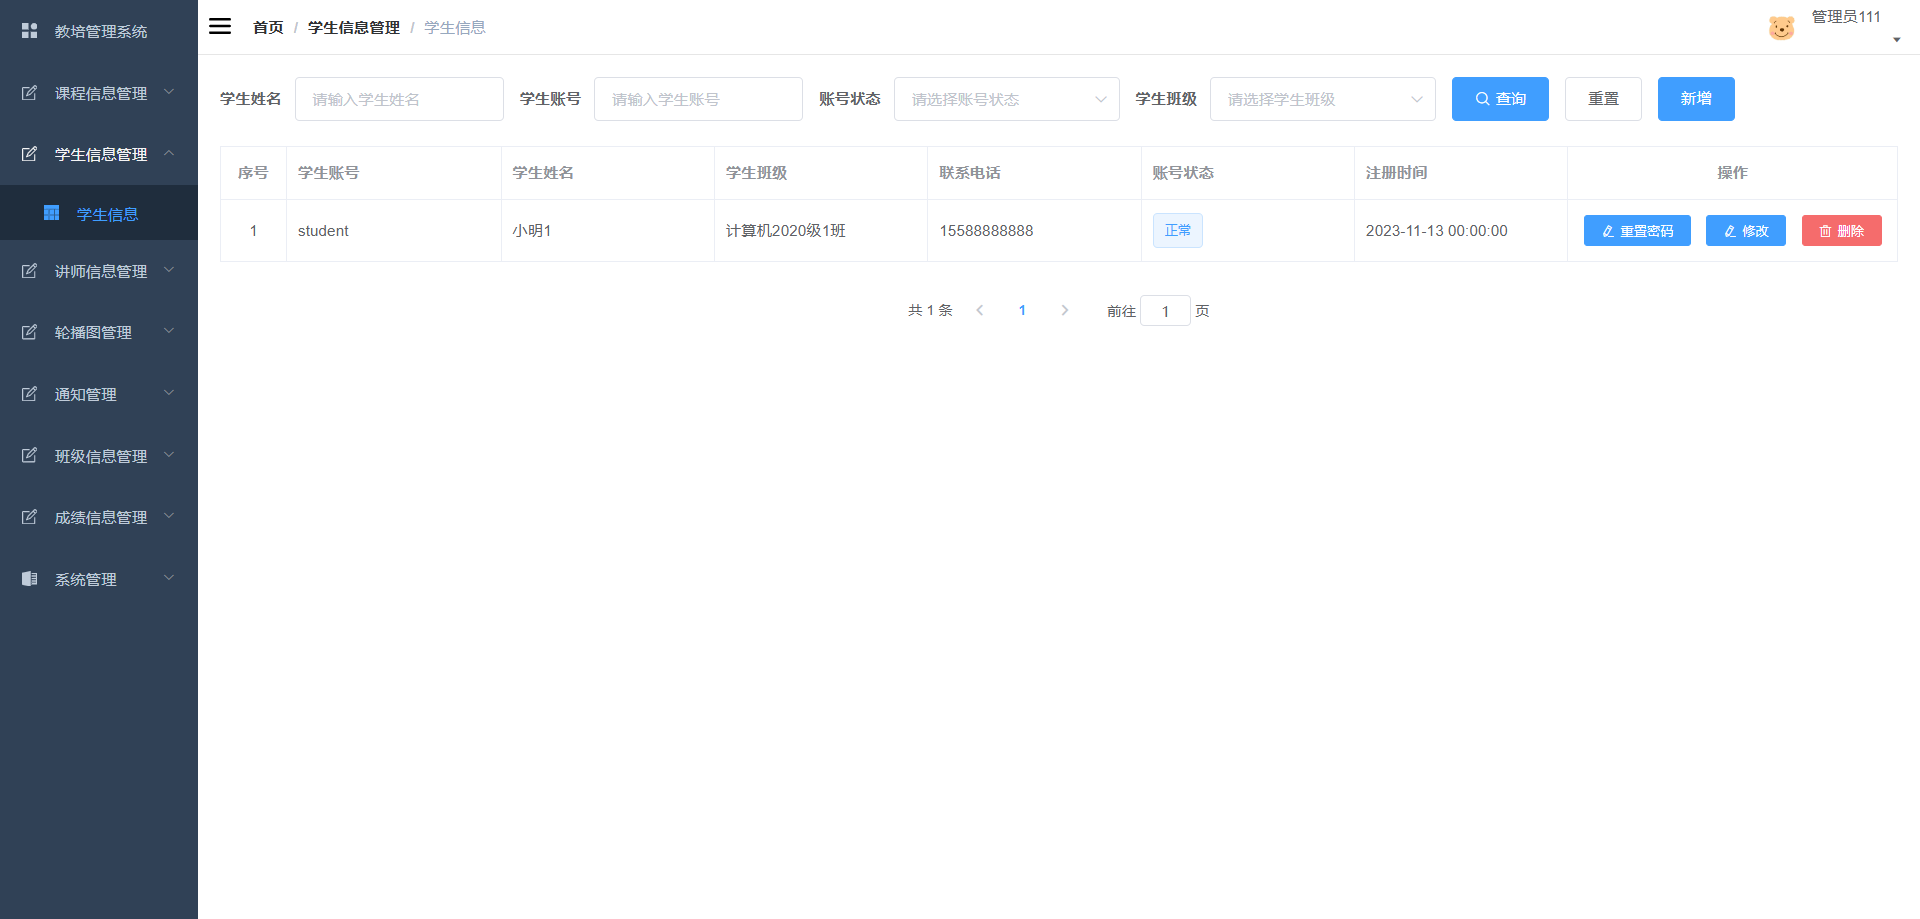 教培管理系统
课程信息管理
学生信息管理
学生信息
讲师信息管理
轮播图管理
通知管理
班级信息管理
成绩信息管理
系统管理
首页 / 学生信息管理 / 学生信息
管理员111
学生姓名 请输入学生姓名 学生账号 请输入学生账号 账号状态 请选择账号状态 学生班级 请选择学生班级 查询 重置 新增
序号 学生账号 学生姓名 学生班级 联系电话 账号状态 注册时间 操作
1 student 小明1 计算机2020级1班 15588888888 正常 2023-11-13 00:00:00 重置密码 修改 删除
共 1 条 1 前往 1 页